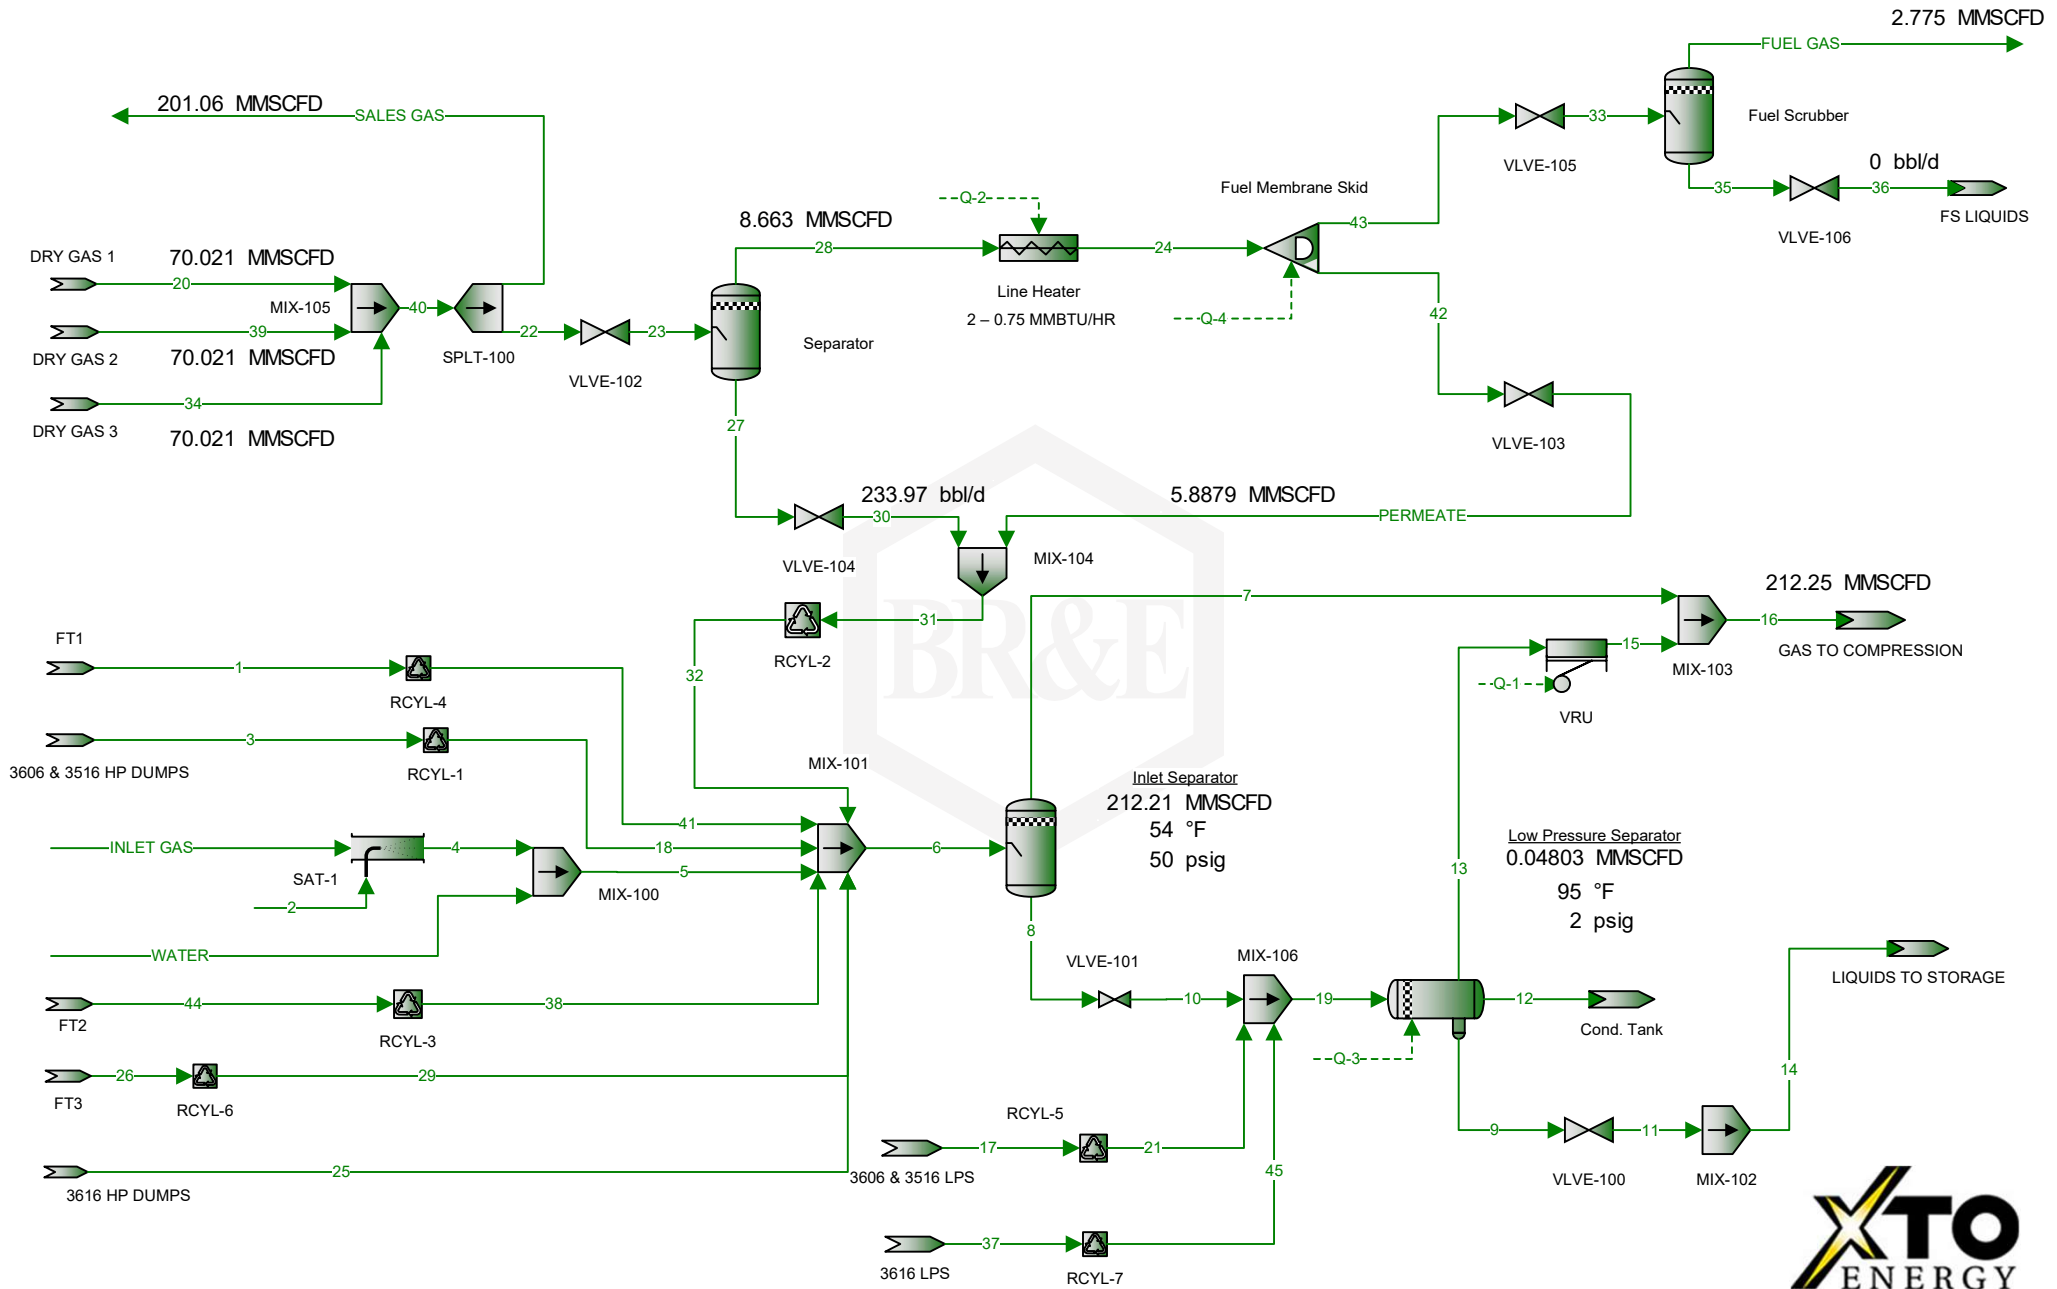 2.775 MMSCFD
FUEL GAS
201.06 MMSCFD
SALES GAS
33
Fuel Scrubber
VLVE-105
0 bbl/d
Fuel Membrane Skid
35
36
FS LIQUIDS
Q-2
8.663 MMSCFD
43
VLVE-106
28
24
DRY GAS 1
70.021 MMSCFD
20
MIX-105
40
Line Heater
2 – 0.75 MMBTU/HR
Q-4
42
39
22
23
DRY GAS 2
70.021 MMSCFD
SPLT-100
VLVE-102
Separator
34
DRY GAS 3
70.021 MMSCFD
27
VLVE-103
233.97 bbl/d
30
5.8879 MMSCFD
PERMEATE
VLVE-104
MIX-104
212.25 MMSCFD
7
BR&E
31
16
GAS TO COMPRESSION
FT1
1
RCYL-4
RCYL-2
32
15
MIX-103
Q-1
VRU
3
3606 & 3516 HP DUMPS
RCYL-1
MIX-101
Inlet Separator
212.21 MMSCFD
54 °F
50 psig
41
18
6
INLET GAS
4
SAT-1
2
5
MIX-100
Low Pressure Separator
0.04803 MMSCFD
95 °F
2 psig
13
8
WATER
VLVE-101
MIX-106
LIQUIDS TO STORAGE
44
FT2
38
RCYL-3
10
19
12
Cond. Tank
Q-3
26
FT3
RCYL-6
29
14
RCYL-5
9
11
17
21
3606 & 3516 LPS
45
VLVE-100
MIX-102
25
3616 HP DUMPS
37
3616 LPS
RCYL-7
XTO
ENERGY